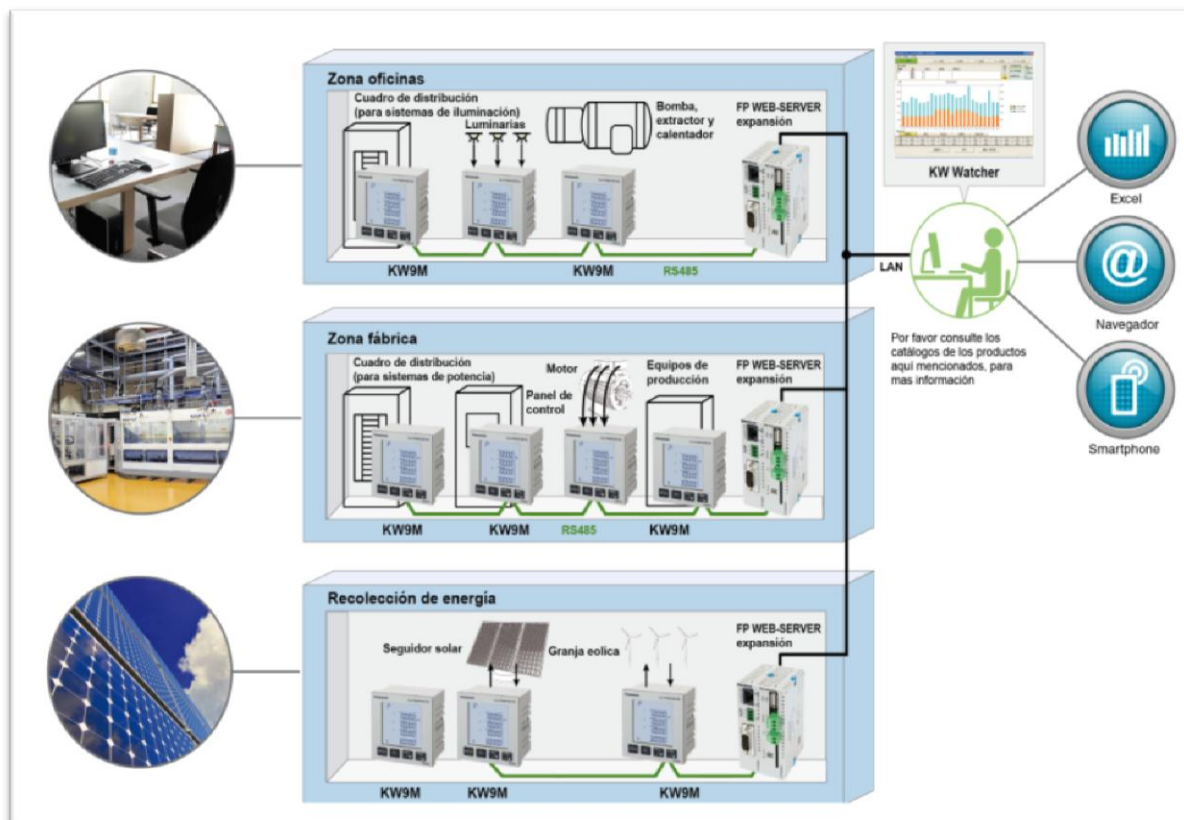 Zona oficinas
Cuadro de distribución
(para sistemas de iluminación)
Luminarias
Bomba,
extractor y
calentador
FP WEB-SERVER
expansión
KW9M
KW9M
RS485
KW Watcher
LAN
Por favor consulte los
catálogos de los productos
aquí mencionados, para
mas información
Excel
@
Navegador
Smartphone
Zona fábrica
Cuadro de distribución
(para sistemas de potencia)
Panel de
control
Motor
Equipos de
producción
FP WEB-SERVER
expansión
KW9M
KW9M
RS485
KW9M
Recolección de energía
Seguidor solar
Granja eolica
FP WEB-SERVER
expansión
KW9M
KW9M
KW9M